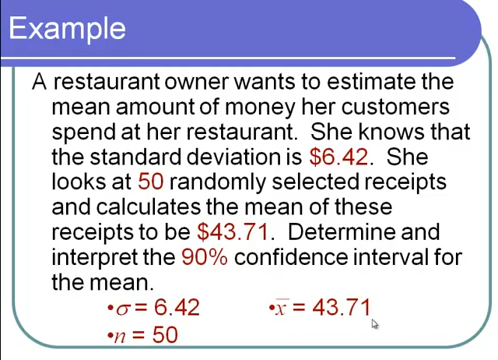 Example
A restaurant owner wants to estimate the
mean amount of money her customers
spend at her restaurant. She knows that
the standard deviation is $6.42. She
looks at 50 randomly selected receipts
and calculates the mean of these
receipts to be $43.71. Determine and
interpret the 90% confidence interval for
the mean.
•σ = 6.42 •x̅ = 43.71
•n = 50